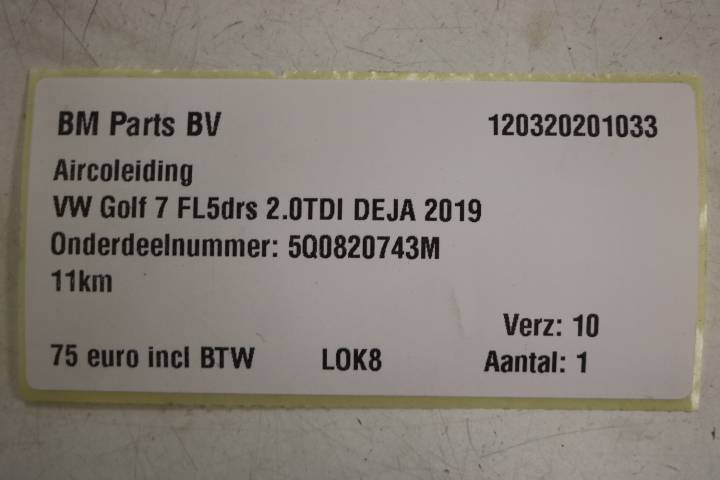 BM Parts BV 120320201033
Aircoleiding
VW Golf 7 FL5drs 2.0TDI DEJA 2019
Onderdeelnummer: 5Q0820743M
11km
Verz: 10
75 euro incl BTW LOK8 Aantal: 1